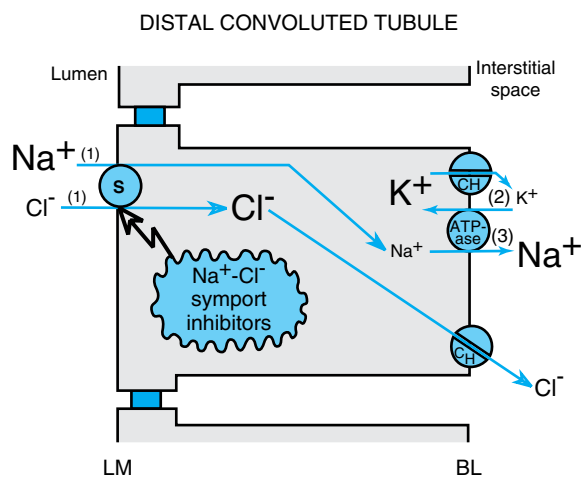 DISTAL CONVOLUTED TUBULE
Lumen
Interstitial
space
Na⁺ (1)
Cl⁻ (1)
S
Cl⁻
Na⁺-Cl⁻
symport
inhibitors
CH
K⁺
(2) K⁺
ATP-
ase
(3)
Na⁺
Na⁺
CH
Cl⁻
LM
BL